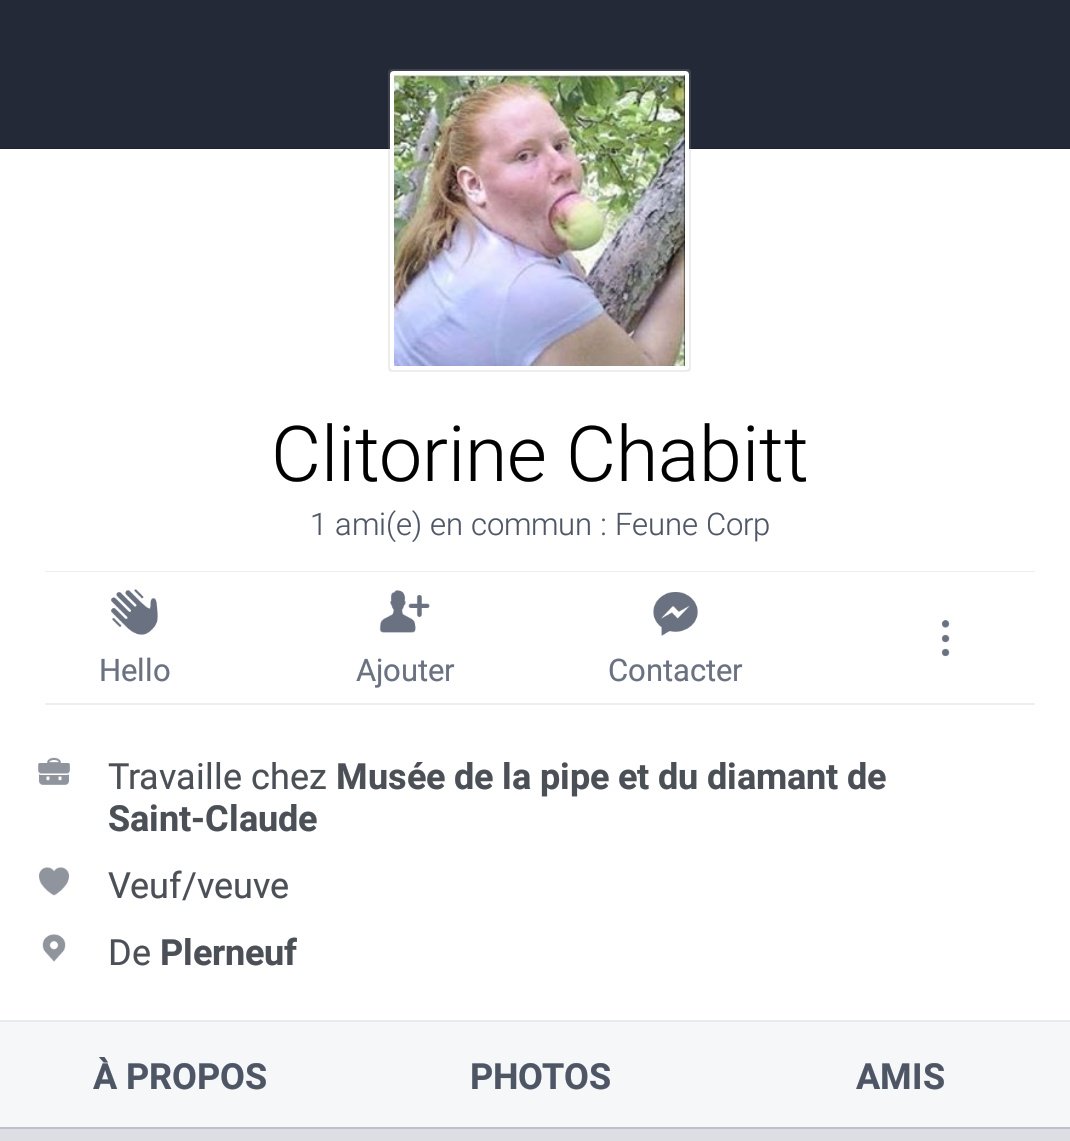 Clitorine Chabitt
1 ami(e) en commun : Feune Corp
Hello
Ajouter
Contacter
Travaille chez Musée de la pipe et du diamant de
Saint-Claude
Veuf/veuve
De Plerneuf
À PROPOS
PHOTOS
AMIS